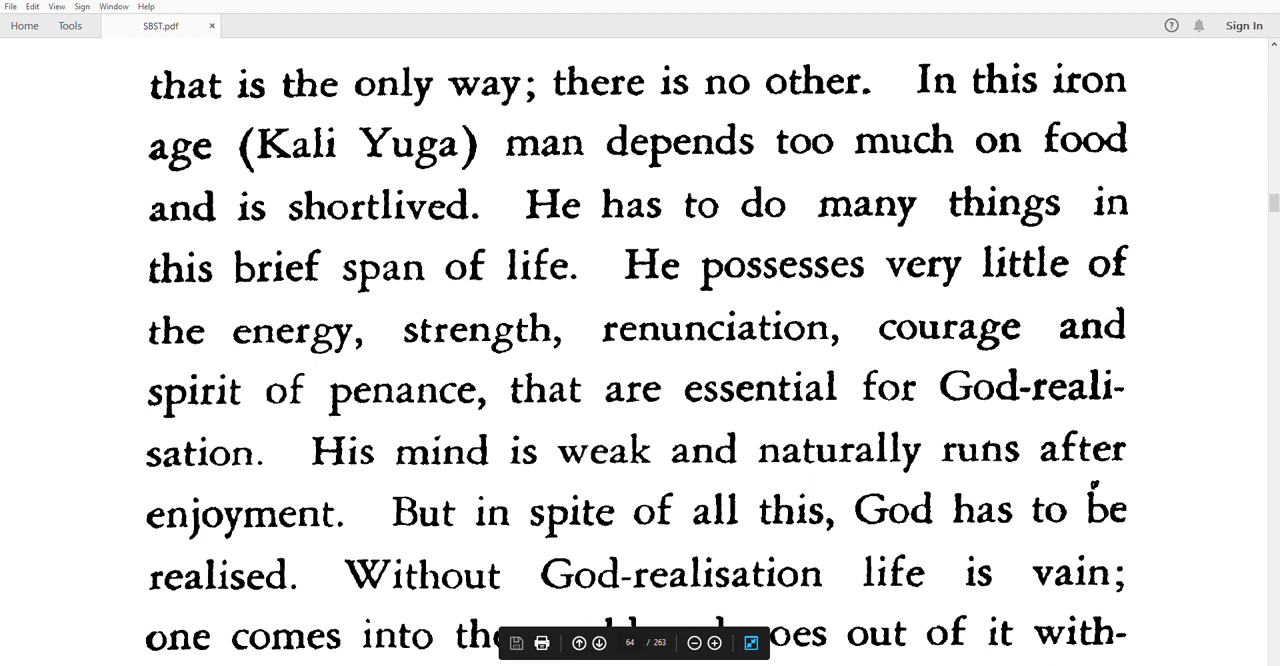 File Edit View Sign Window Help
Home Tools SBST.pdf × ? Sign In
that is the only way; there is no other. In this iron
age (Kali Yuga) man depends too much on food
and is shortlived. He has to do many things in
this brief span of life. He possesses very little of
the energy, strength, renunciation, courage and
spirit of penance, that are essential for God-reali-
sation. His mind is weak and naturally runs after
enjoyment. But in spite of all this, God has to be
realised. Without God-realisation life is vain;
one comes into out of it with-
64 / 263